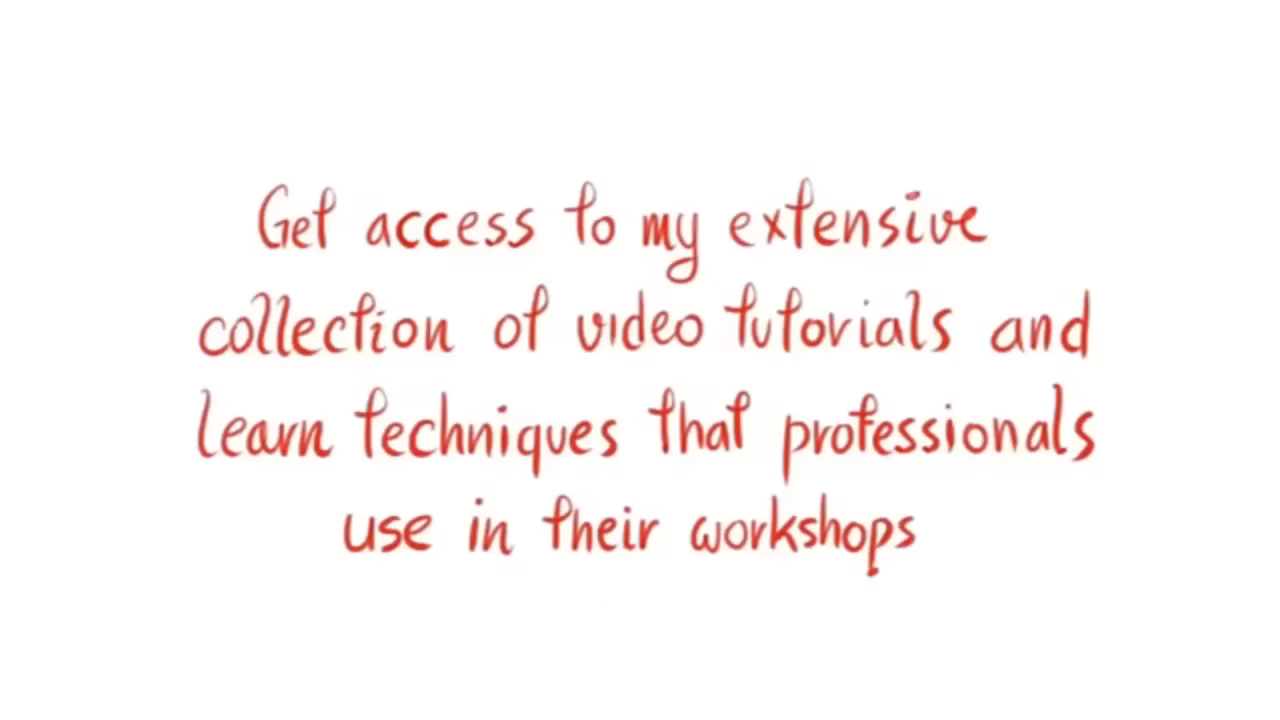 Get access to my extensive
collection of video tutorials and
learn techniques that professionals
use in their workshops